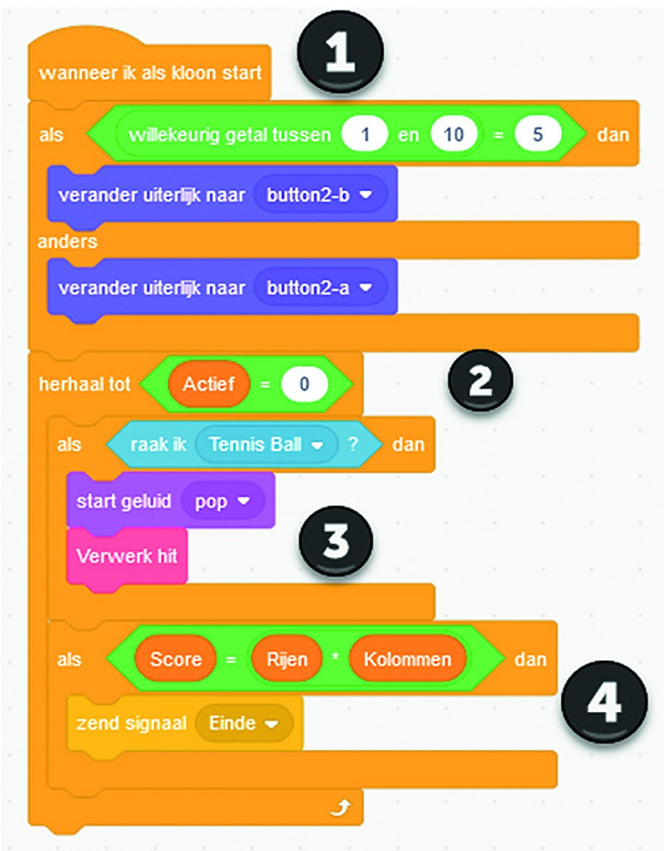 1
wanneer ik als kloon start
als willekeurig getal tussen 1 en 10 = 5 dan
verander uiterlijk naar button2-b
anders
verander uiterlijk naar button2-a
2
herhaal tot Actief = 0
als raak ik Tennis Ball ? dan
start geluid pop
3
Verwerk hit
als Score = Rijen * Kolommen dan
4
zend signaal Einde